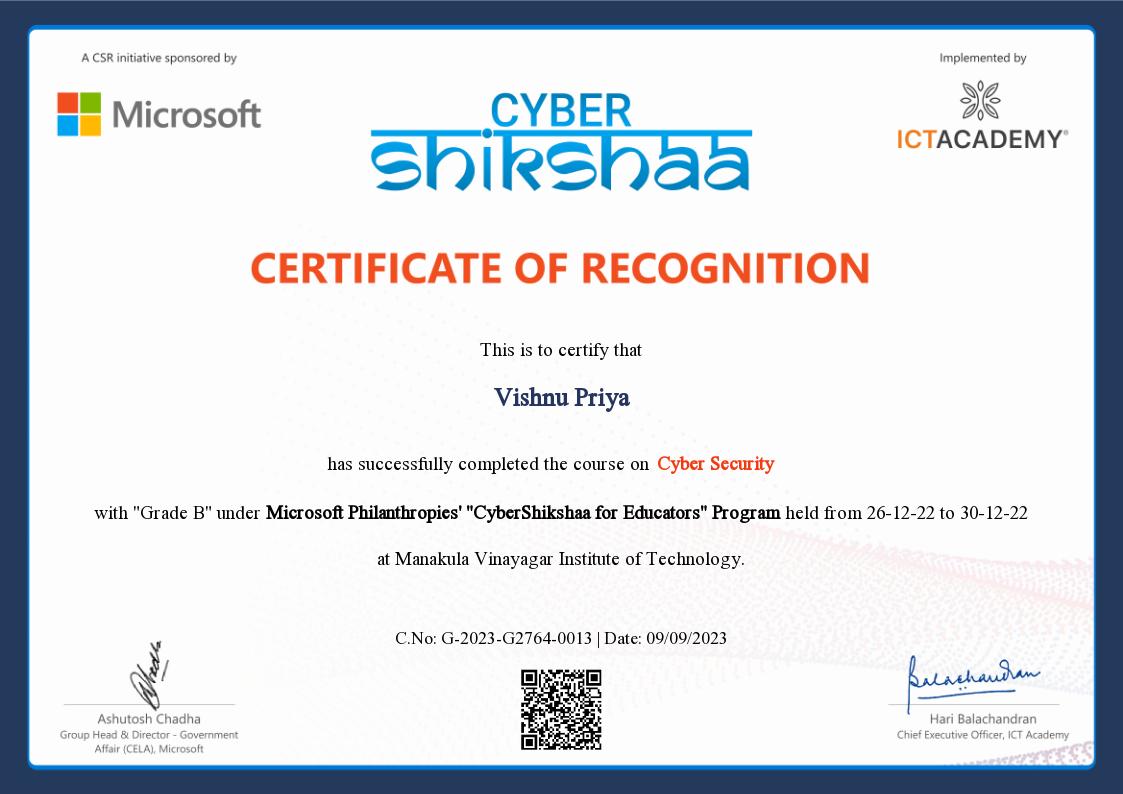 A CSR initiative sponsored by
Implemented by
Microsoft
CYBER
shikshaa
ICTACADEMY®
CERTIFICATE OF RECOGNITION
This is to certify that
Vishnu Priya
has successfully completed the course on Cyber Security
with "Grade B" under Microsoft Philanthropies' "CyberShikshaa for Educators" Program held from 26-12-22 to 30-12-22
at Manakula Vinayagar Institute of Technology.
C.No: G-2023-G2764-0013 | Date: 09/09/2023
Balachandran
Ashutosh Chadha
Group Head & Director - Government
Affair (CELA), Microsoft
Hari Balachandran
Chief Executive Officer, ICT Academy